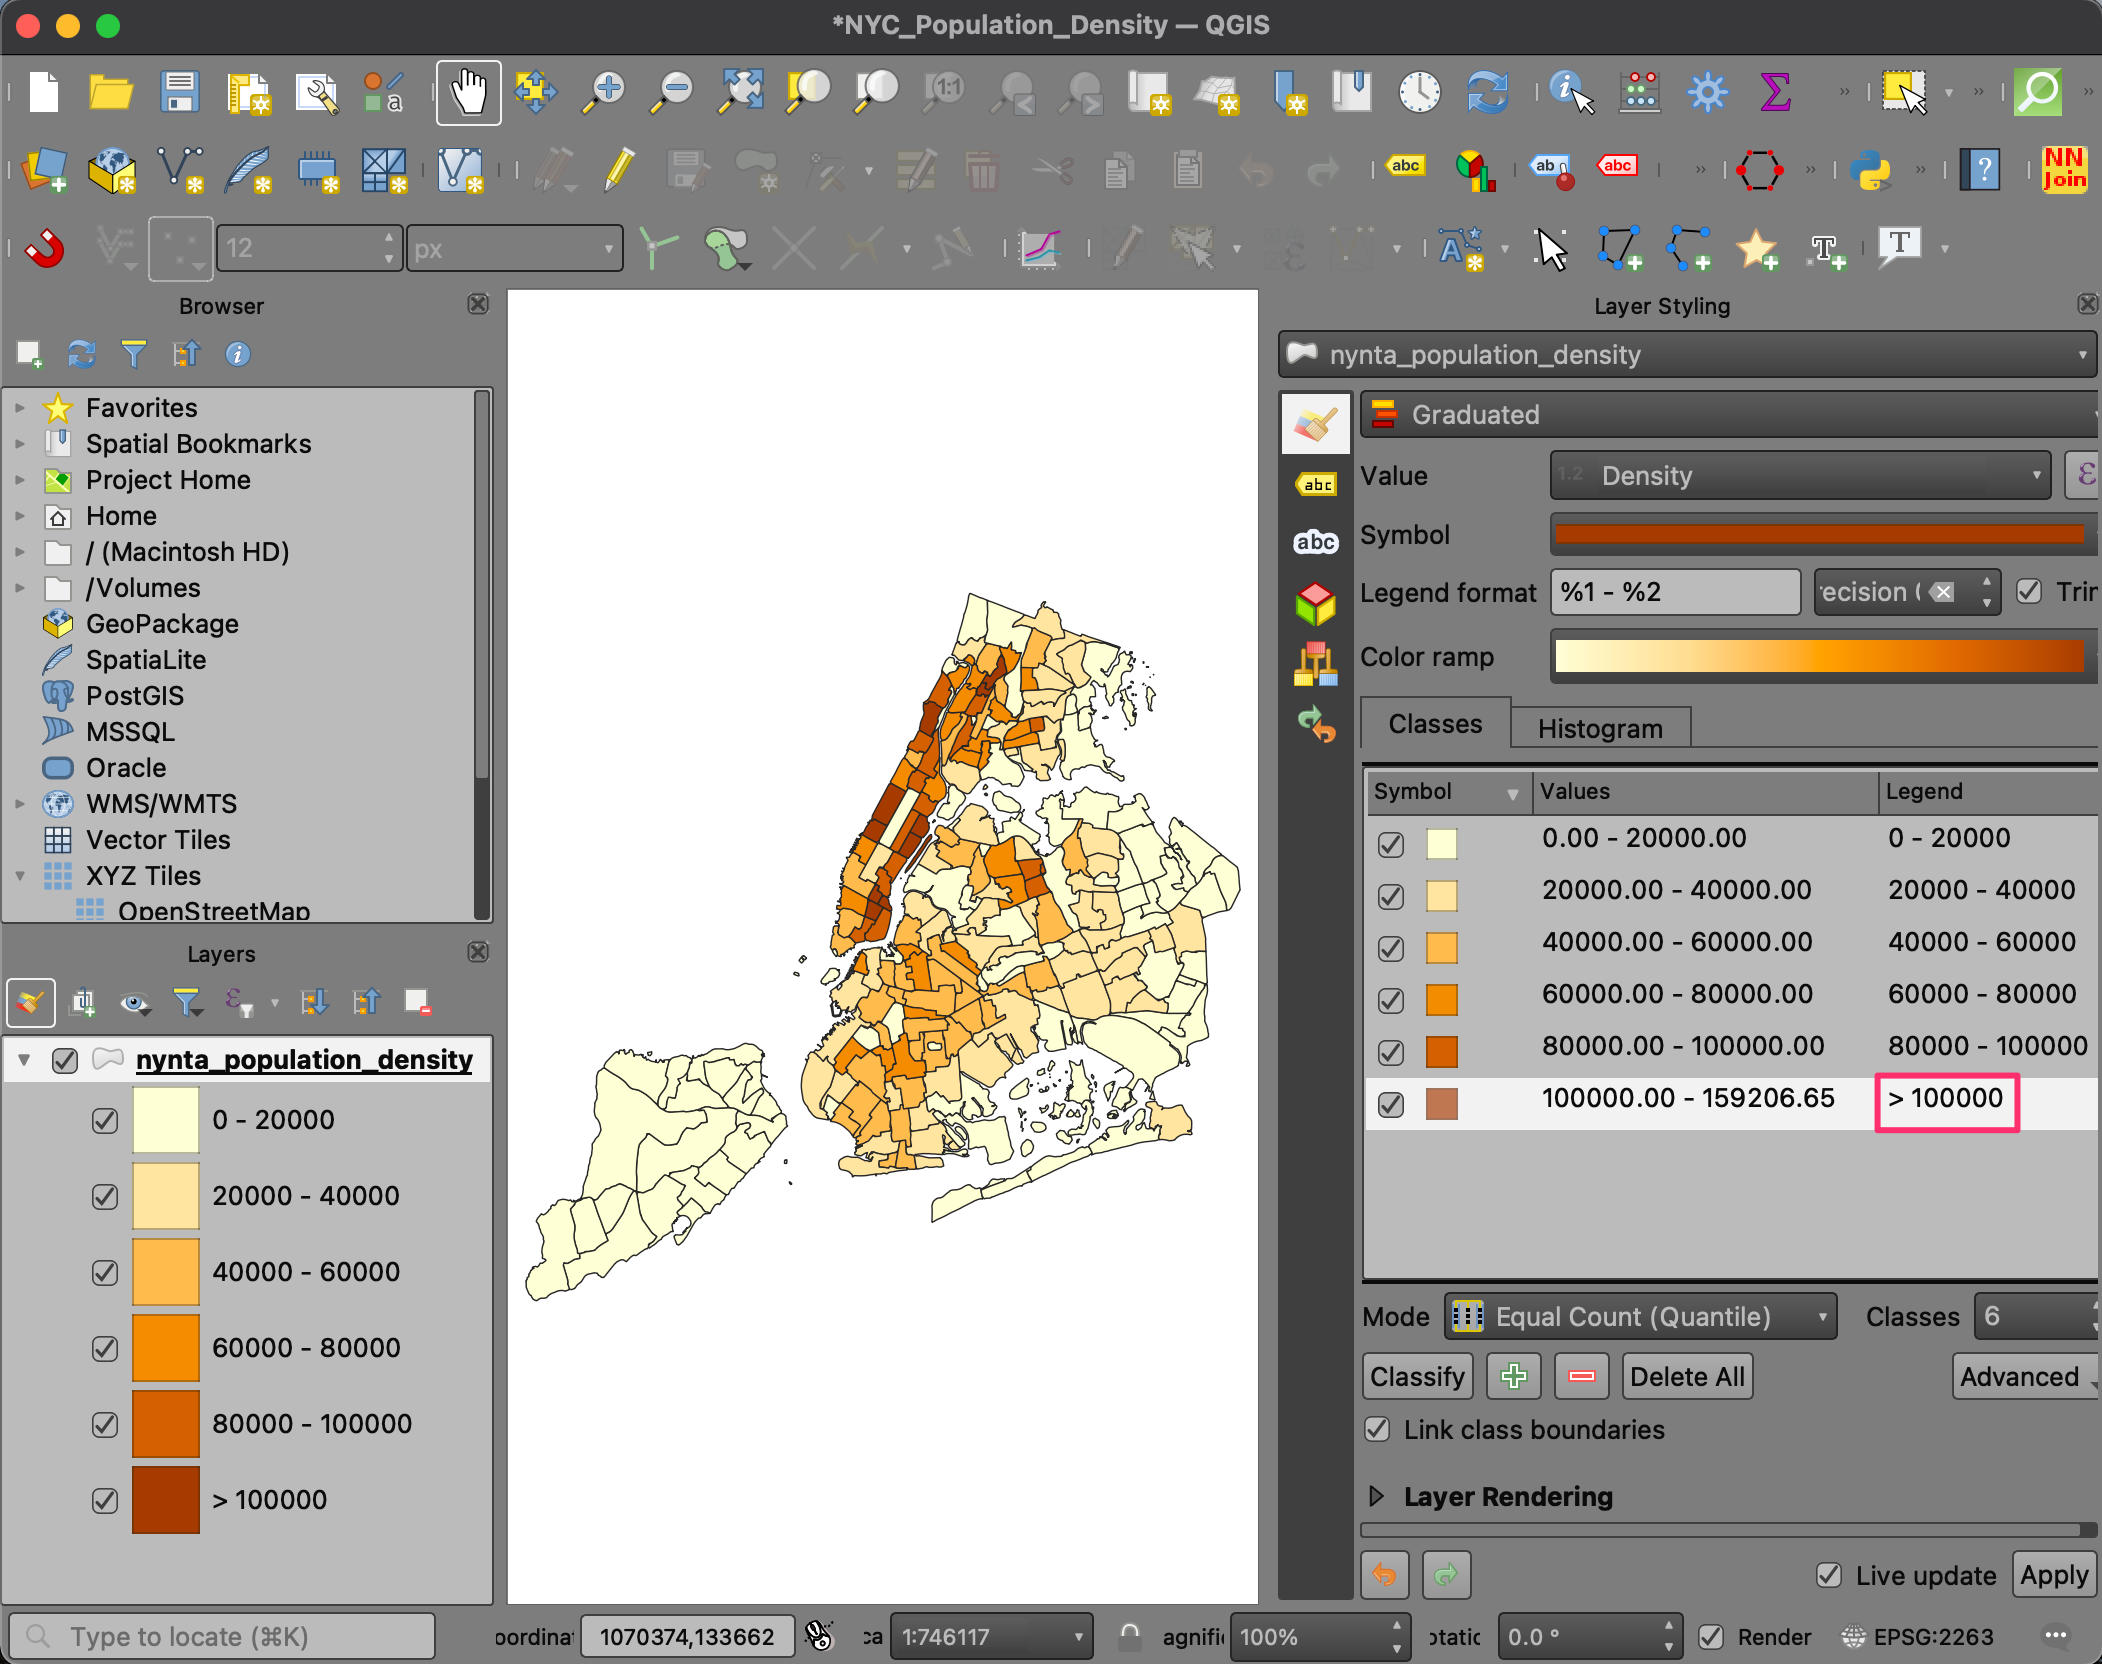 *NYC_Population_Density — QGIS
a
1:1
abc
ab
abc
NN
Join
12
px
T
T
Browser
Layer Styling
nynta_population_density
Favorites
Spatial Bookmarks
Project Home
Home
/ (Macintosh HD)
/Volumes
GeoPackage
SpatiaLite
PostGIS
MSSQL
Oracle
WMS/WMTS
Vector Tiles
XYZ Tiles
OpenStreetMap
Layers
nynta_population_density
0 - 20000
20000 - 40000
40000 - 60000
60000 - 80000
80000 - 100000
> 100000
abc
abc
Graduated
Value
1.2 Density
Symbol
Legend format %1 - %2 ecision ( Trir
Color ramp
Classes Histogram
Symbol Values Legend
0.00 - 20000.00 0 - 20000
20000.00 - 40000.00 20000 - 40000
40000.00 - 60000.00 40000 - 60000
60000.00 - 80000.00 60000 - 80000
80000.00 - 100000.00 80000 - 100000
100000.00 - 159206.65 > 100000
Mode Equal Count (Quantile) Classes 6
Classify Delete All Advanced
Link class boundaries
Layer Rendering
Live update Apply
Type to locate (⌘K) oordina 1070374,133662 ca 1:746117 agnifi 100% otatic 0.0 ° Render EPSG:2263